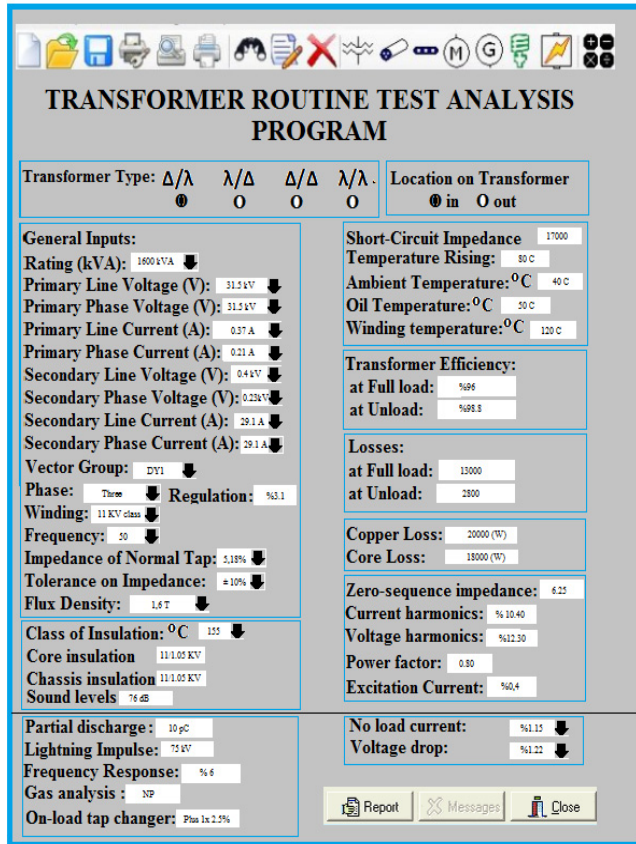 M G
TRANSFORMER ROUTINE TEST ANALYSIS
PROGRAM
Transformer Type: Δ/λ λ/Δ Δ/Δ λ/λ.
Location on Transformer
in O out
General Inputs:
Rating (kVA): 1600 kVA
Primary Line Voltage (V): 31.5 kV
Primary Phase Voltage (V): 31.5 kV
Primary Line Current (A): 0.37 A
Primary Phase Current (A): 0.21 A
Secondary Line Voltage (V): 0.4 kV
Secondary Phase Voltage (V): 0.23kV
Secondary Line Current (A): 29.1 A
Secondary Phase Current (A): 29.1 A
Vector Group: DY1
Phase: Three Regulation: %3.1
Winding: 11 KV class
Frequency: 50
Impedance of Normal Tap: 5,18%
Tolerance on Impedance: ±10%
Flux Density: 1,6 T
Class of Insulation: ⁰C 155
Core insulation 11/1.05 KV
Chassis insulation 11/1.05 KV
Sound levels 76 dB
Partial discharge : 10 pC
Lightning Impulse: 75 kV
Frequency Response: % 6
Gas analysis : NP
On-load tap changer: Plus 1x 2.5%
Short-Circuit Impedance 17000
Temperature Rising: 80 C
Ambient Temperature: ⁰C 40 C
Oil Temperature: ⁰C 50 C
Winding temperature: ⁰C 120 C
Transformer Efficiency:
at Full load: %96
at Unload: %98.8
Losses:
at Full load: 13000
at Unload: 2800
Copper Loss: 20000 (W)
Core Loss: 18000 (W)
Zero-sequence impedance: 6.25
Current harmonics: % 10.40
Voltage harmonics: %12.30
Power factor: 0.80
Excitation Current: %0,4
No load current: %1.15
Voltage drop: %1.22
Report Messages Close